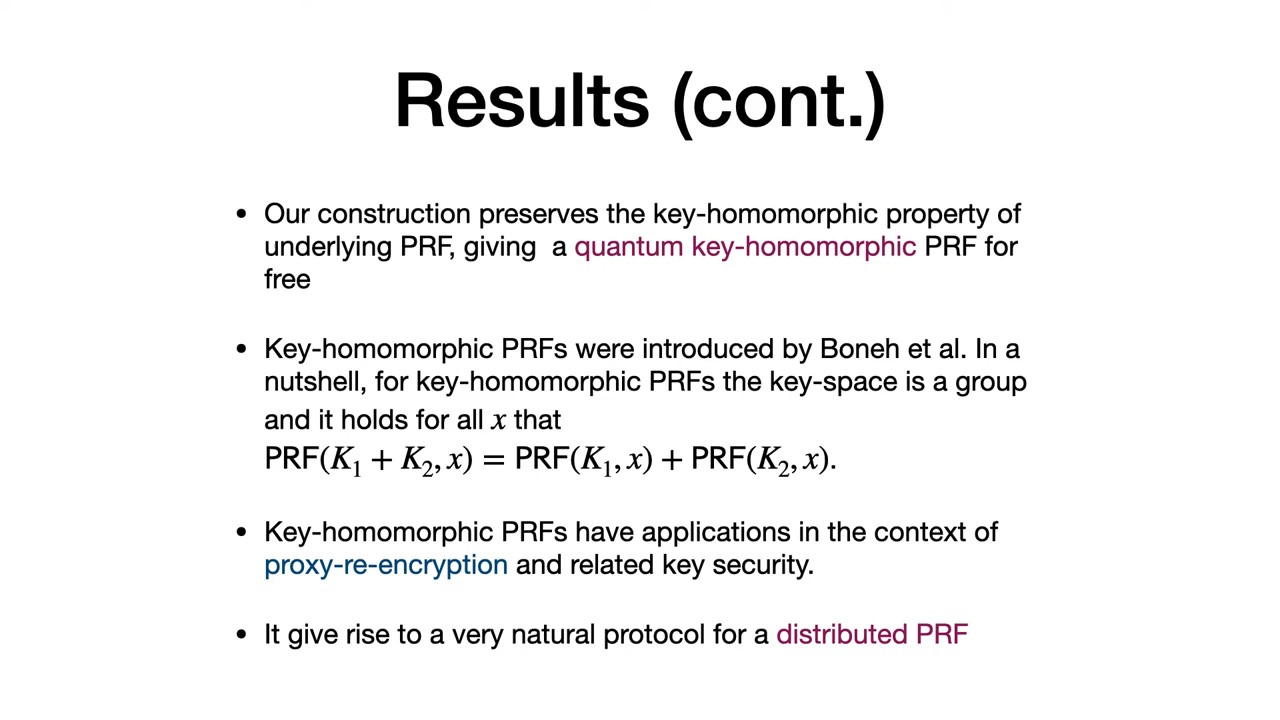 Results (cont.)
• Our construction preserves the key-homomorphic property of
underlying PRF, giving  a quantum key-homomorphic PRF for
free
• Key-homomorphic PRFs were introduced by Boneh et al. In a
nutshell, for key-homomorphic PRFs the key-space is a group
and it holds for all x that
PRF(K₁ + K₂, x) = PRF(K₁, x) + PRF(K₂, x).
• Key-homomorphic PRFs have applications in the context of
proxy-re-encryption and related key security.
• It give rise to a very natural protocol for a distributed PRF